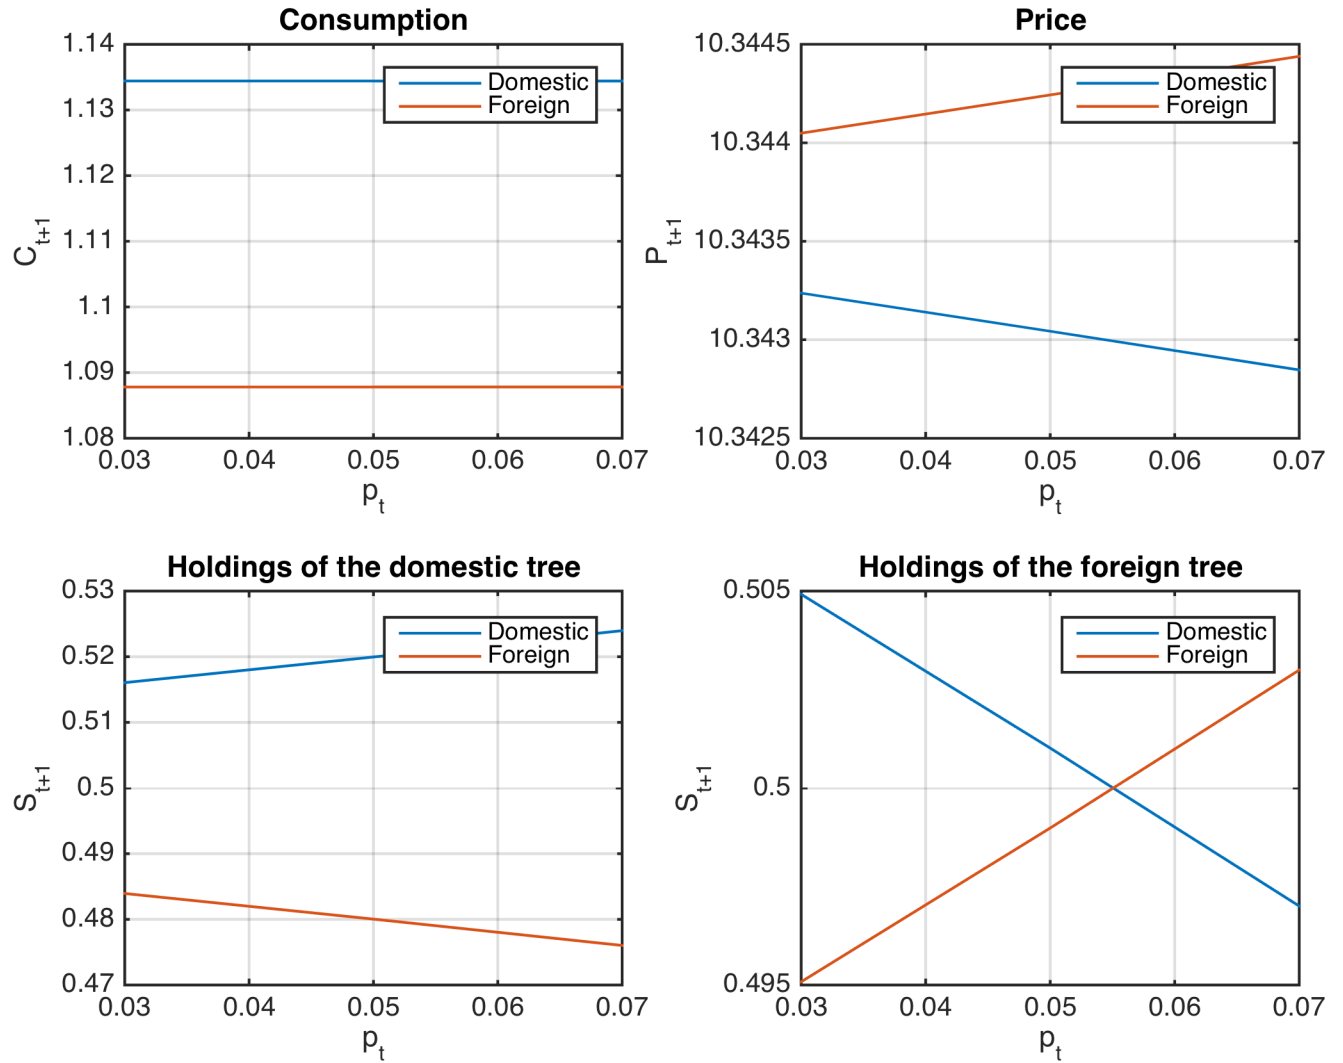 Consumption
1.14
1.13
1.12
1.11
1.1
1.09
1.08
C_{t+1}
0.03 0.04 0.05 0.06 0.07
p_t
Domestic
Foreign
Price
10.3445
10.344
10.3435
10.343
10.3425
P_{t+1}
0.03 0.04 0.05 0.06 0.07
p_t
Domestic
Foreign
Holdings of the domestic tree
0.53
0.52
0.51
0.5
0.49
0.48
0.47
S_{t+1}
0.03 0.04 0.05 0.06 0.07
p_t
Domestic
Foreign
Holdings of the foreign tree
0.505
0.5
0.495
S_{t+1}
0.03 0.04 0.05 0.06 0.07
p_t
Domestic
Foreign